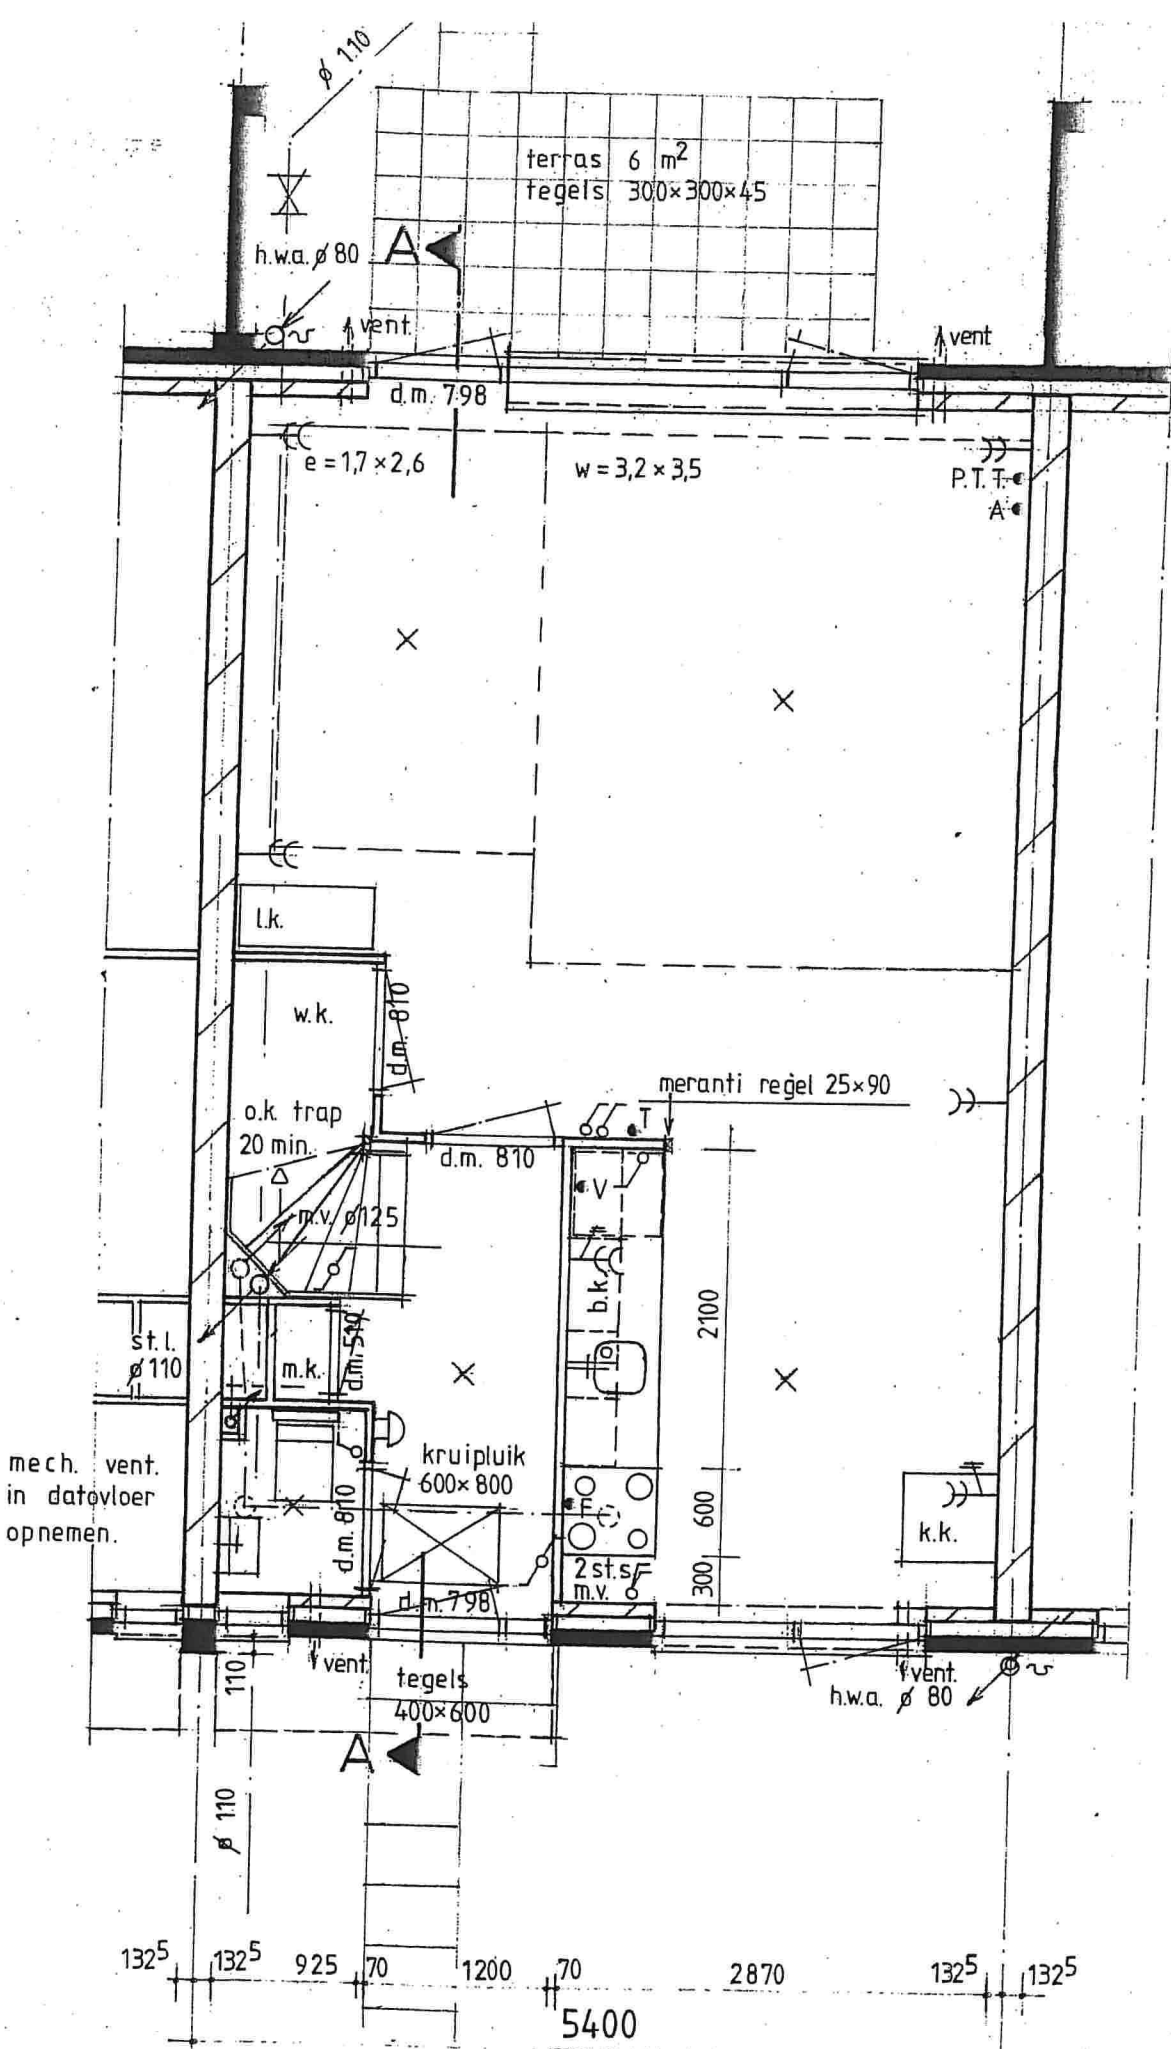 ø 110
terras 6 m²
tegels 300×300×45
h.w.a. ø 80
A
vent.
vent
d.m. 798
e = 1,7 × 2,6
w = 3,2 × 3,5
P.T.T.
A
l.k.
w.k.
d.m. 810
meranti regel 25×90
o.k. trap
20 min.
T
d.m. 810
V
m.v. ø 125
b.k.
2100
st.l.
ø 110
m.k.
d.m. 510
mech. vent.
in datovloer
opnemen.
kruipluik
600×800
d.m. 810
F
600
k.k.
2 st.s
m.v.
300
d.m. 798
110
vent.
tegels
400×600
vent.
h.w.a. ø 80
A
ø 110
132⁵ 132⁵ 925 70 1200 70 2870 132⁵ 132⁵
5400